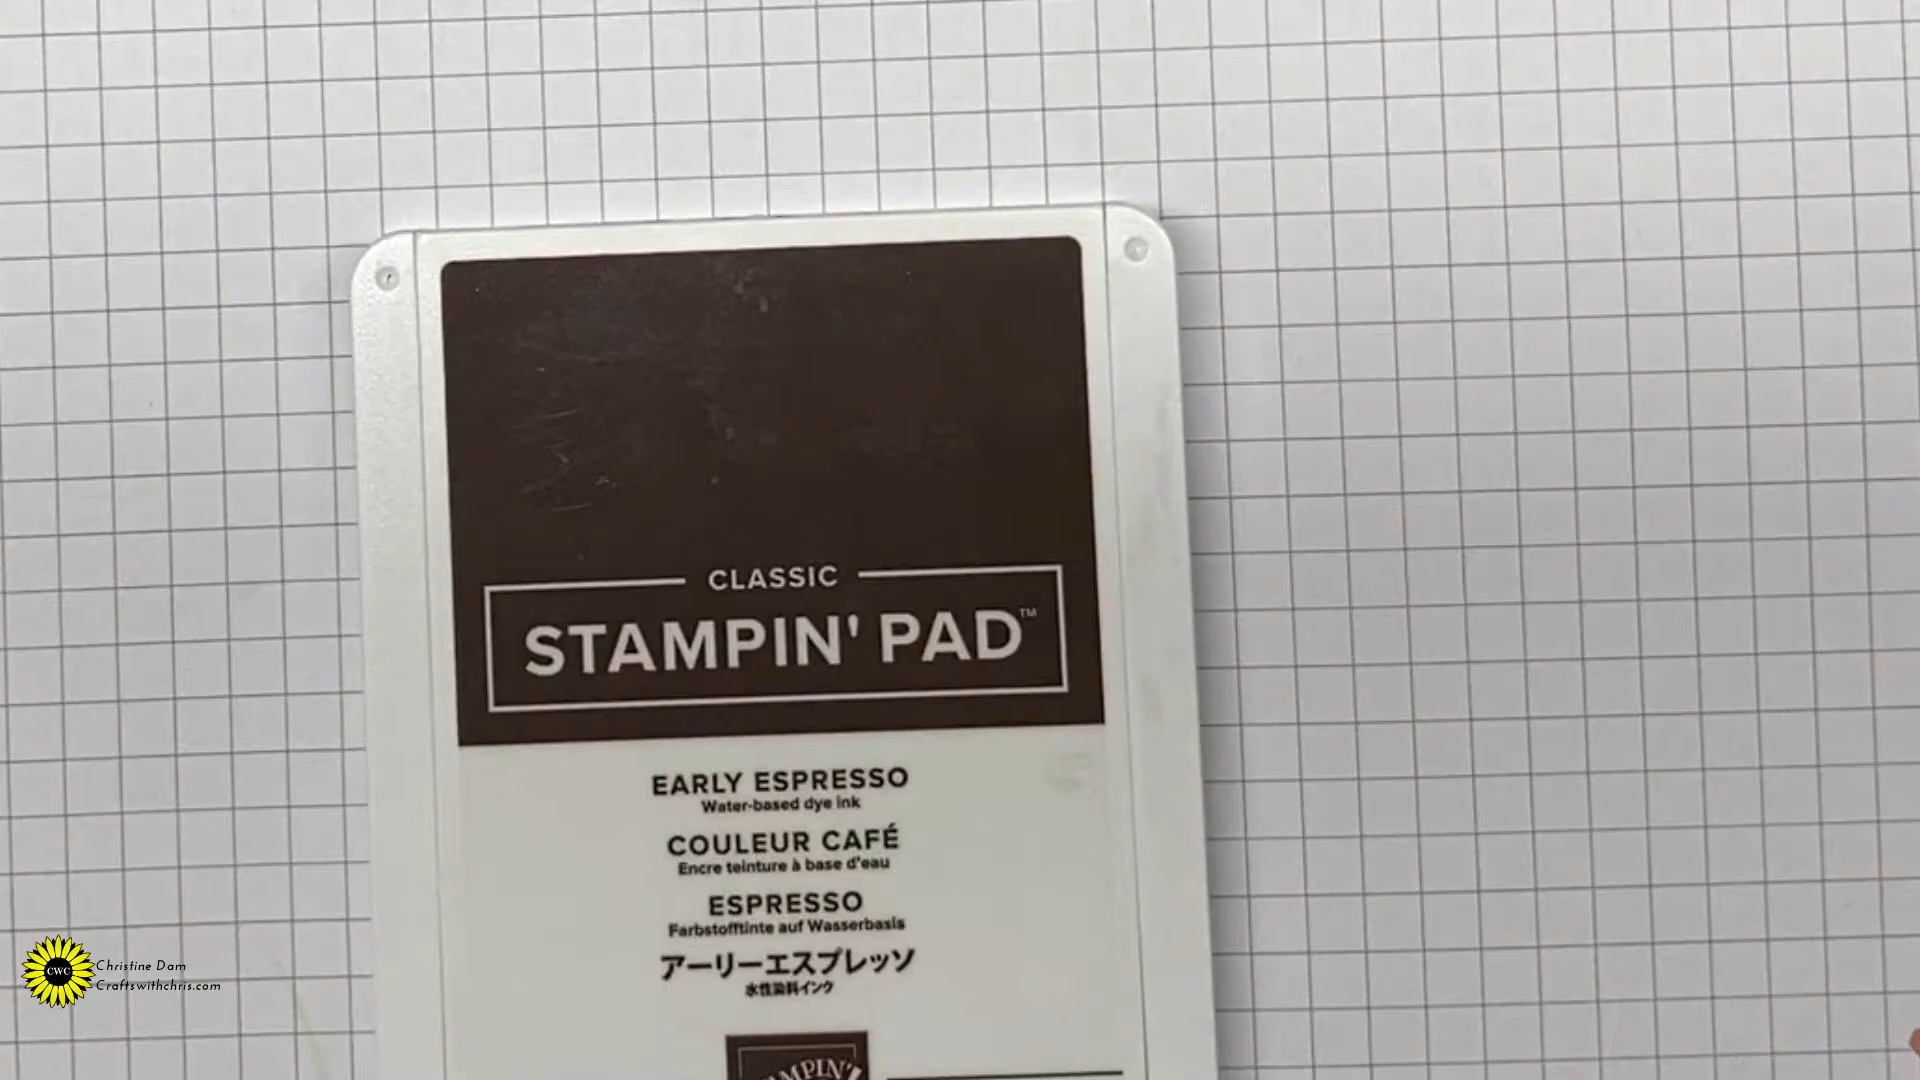 CLASSIC
STAMPIN' PAD™
EARLY ESPRESSO
Water-based dye ink
COULEUR CAFÉ
Encre teinture à base d'eau
ESPRESSO
Farbstofftinte auf Wasserbasis
アーリーエスプレッソ
水性染料インク
CWC
Christine Dam
Craftswithchris.com